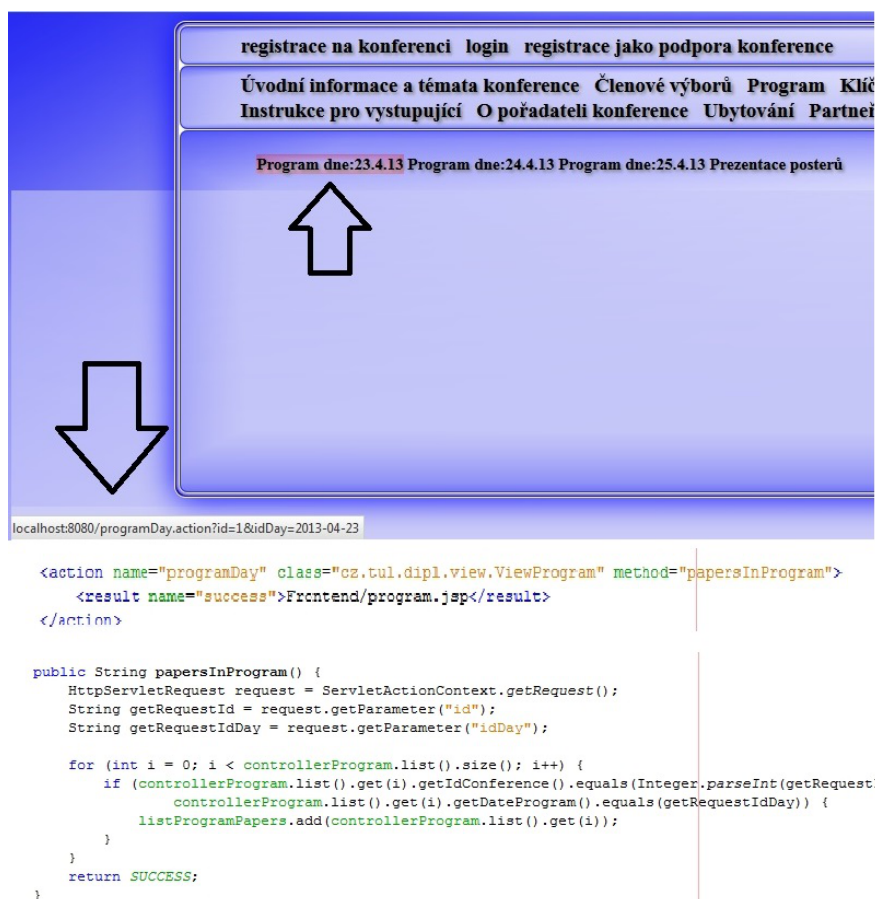 registrace na konferenci login registrace jako podpora konference
Úvodní informace a témata konference Členové výborů Program
Instrukce pro vystupující O pořadateli konference Ubytování
Program dne:23.4.13 Program dne:24.4.13 Program dne:25.4.13 Prezentace posterů
localhost:8080/programDay.action?id=1&idDay=2013-04-23
<action name="programDay" class="cz.tul.dipl.view.ViewProgram" method="papersInProgram">
<result name="success">Frontend/program.jsp</result>
</action>
public String papersInProgram() {
HttpServletRequest request = ServletActionContext.getRequest();
String getRequestId = request.getParameter("id");
String getRequestIdDay = request.getParameter("idDay");
for (int i = 0; i < controllerProgram.list().size(); i++) {
if (controllerProgram.list().get(i).getIdConference().equals(Integer.parseInt(getRequest
controllerProgram.list().get(i).getDateProgram().equals(getRequestIdDay)) {
listProgramPapers.add(controllerProgram.list().get(i));
}
}
return SUCCESS;
}